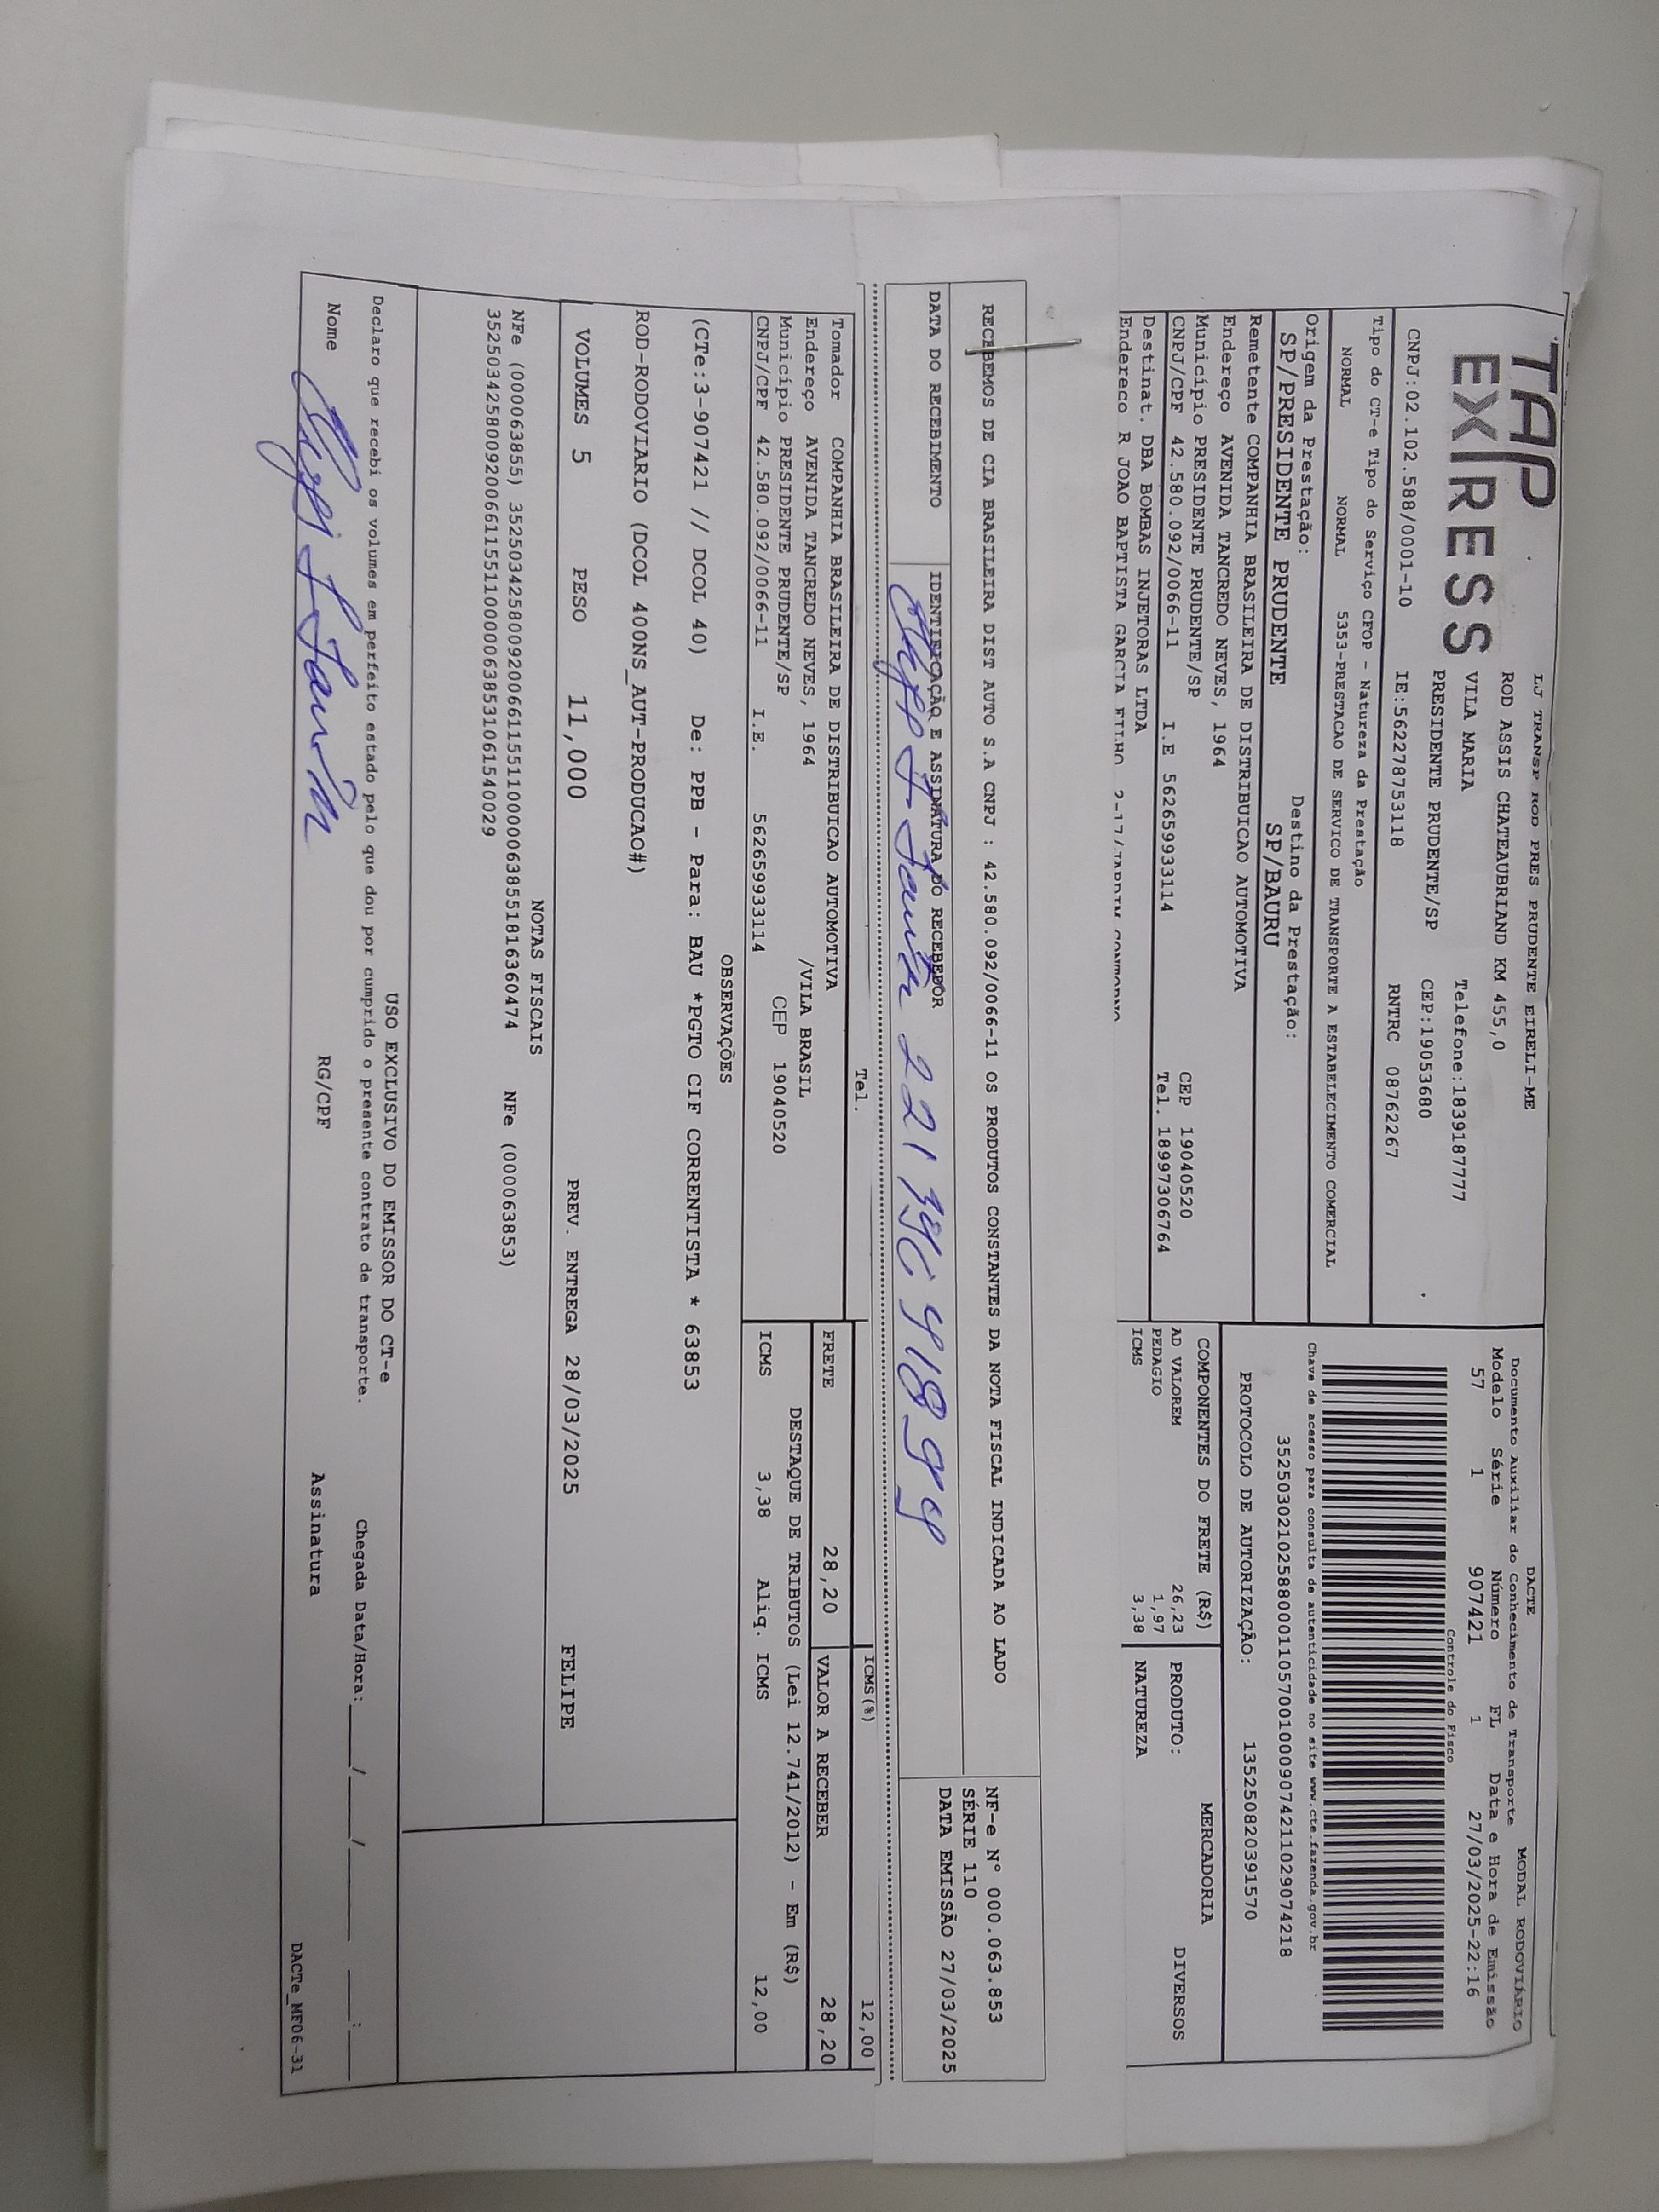 TAP
EXPRESS
LJ TRANSP ROD PRES PRUDENTE EIRELI-ME
ROD ASSIS CHATEAUBRIAND KM 455,0
VILA MARIA Telefone:1839187777
PRESIDENTE PRUDENTE/SP CEP:19053680
CNPJ:02.102.588/0001-10 IE:562278753118 RNTRC 08762267
DACTE
Documento Auxiliar do Conhecimento de Transporte
MODAL RODOVIÁRIO
Modelo Série Número FL Data e Hora de Emissão
57 1 907421 1 27/03/2025-22:16
Controle do Fisco
Chave de acesso para consulta de autenticidade no site www.cte.fazenda.gov.br
35250302102588000110570010009074211029074218
PROTOCOLO DE AUTORIZAÇÃO: 135250820391570
Tipo do CT-e Tipo do Serviço CFOP - Natureza da Prestação
NORMAL NORMAL 5353-PRESTACAO DE SERVICO DE TRANSPORTE A ESTABELECIMENTO COMERCIAL
Origem da Prestação: Destino da Prestação:
SP/PRESIDENTE PRUDENTE SP/BAURU
Remetente COMPANHIA BRASILEIRA DE DISTRIBUICAO AUTOMOTIVA
Endereço AVENIDA TANCREDO NEVES, 1964
Município PRESIDENTE PRUDENTE/SP CEP 19040520
CNPJ/CPF 42.580.092/0066-11 I.E 562659933114 Tel. 18997306764
Destinat. DBA BOMBAS INJETORAS LTDA
Endereço R JOAO BAPTISTA GARCIA FILHO 2-17/JARDIM CONTORNO
COMPONENTES DO FRETE (R$)
AD VALOREM 26,23
PEDAGIO 1,97
ICMS 3,38
MERCADORIA
PRODUTO: DIVERSOS
NATUREZA
RECEBEMOS DE CIA BRASILEIRA DIST AUTO S.A CNPJ : 42.580.092/0066-11 OS PRODUTOS CONSTANTES DA NOTA FISCAL INDICADA AO LADO
DATA DO RECEBIMENTO
IDENTIFICAÇÃO E ASSINATURA DO RECEBEDOR
NF-e Nº 000.063.853
SÉRIE 110
DATA EMISSÃO 27/03/2025
Tel.
ICMS(%) 12,00
Tomador COMPANHIA BRASILEIRA DE DISTRIBUICAO AUTOMOTIVA
Endereço AVENIDA TANCREDO NEVES, 1964 /VILA BRASIL
Município PRESIDENTE PRUDENTE/SP CEP 19040520
CNPJ/CPF 42.580.092/0066-11 I.E. 562659933114
FRETE 28,20 VALOR A RECEBER 28,20
DESTAQUE DE TRIBUTOS (Lei 12.741/2012) - Em (R$)
ICMS 3,38 Aliq. ICMS 12,00
OBSERVAÇÕES
(CTe:3-907421 // DCOL 40) De: PPB - Para: BAU *PGTO CIF CORRENTISTA * 63853
ROD-RODOVIARIO (DCOL 400NS_AUT-PRODUCAO#)
VOLUMES 5 PESO 11,000 PREV. ENTREGA 28/03/2025 FELIPE
NOTAS FISCAIS
NFe (000063855) 35250342580092006611551100000638551816360474 NFe (000063853)
35250342580092006611551100000638531061540029
USO EXCLUSIVO DO EMISSOR DO CT-e
Declaro que recebi os volumes em perfeito estado pelo que dou por cumprido o presente contrato de transporte. Chegada Data/Hora:___/___/___ __:__
Nome RG/CPF Assinatura
DACTe_MF06-31